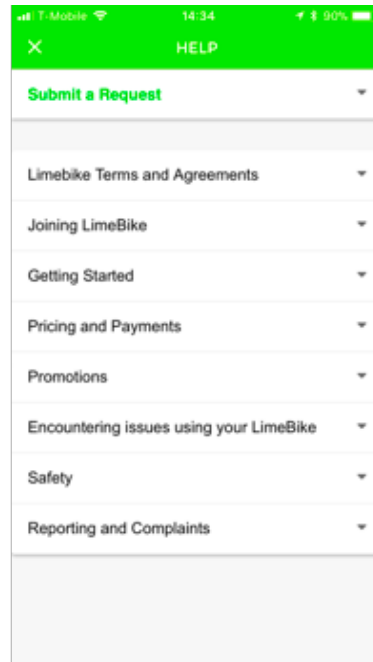 T-Mobile 14:34 90%
HELP
Submit a Request
Limebike Terms and Agreements
Joining LimeBike
Getting Started
Pricing and Payments
Promotions
Encountering issues using your LimeBike
Safety
Reporting and Complaints